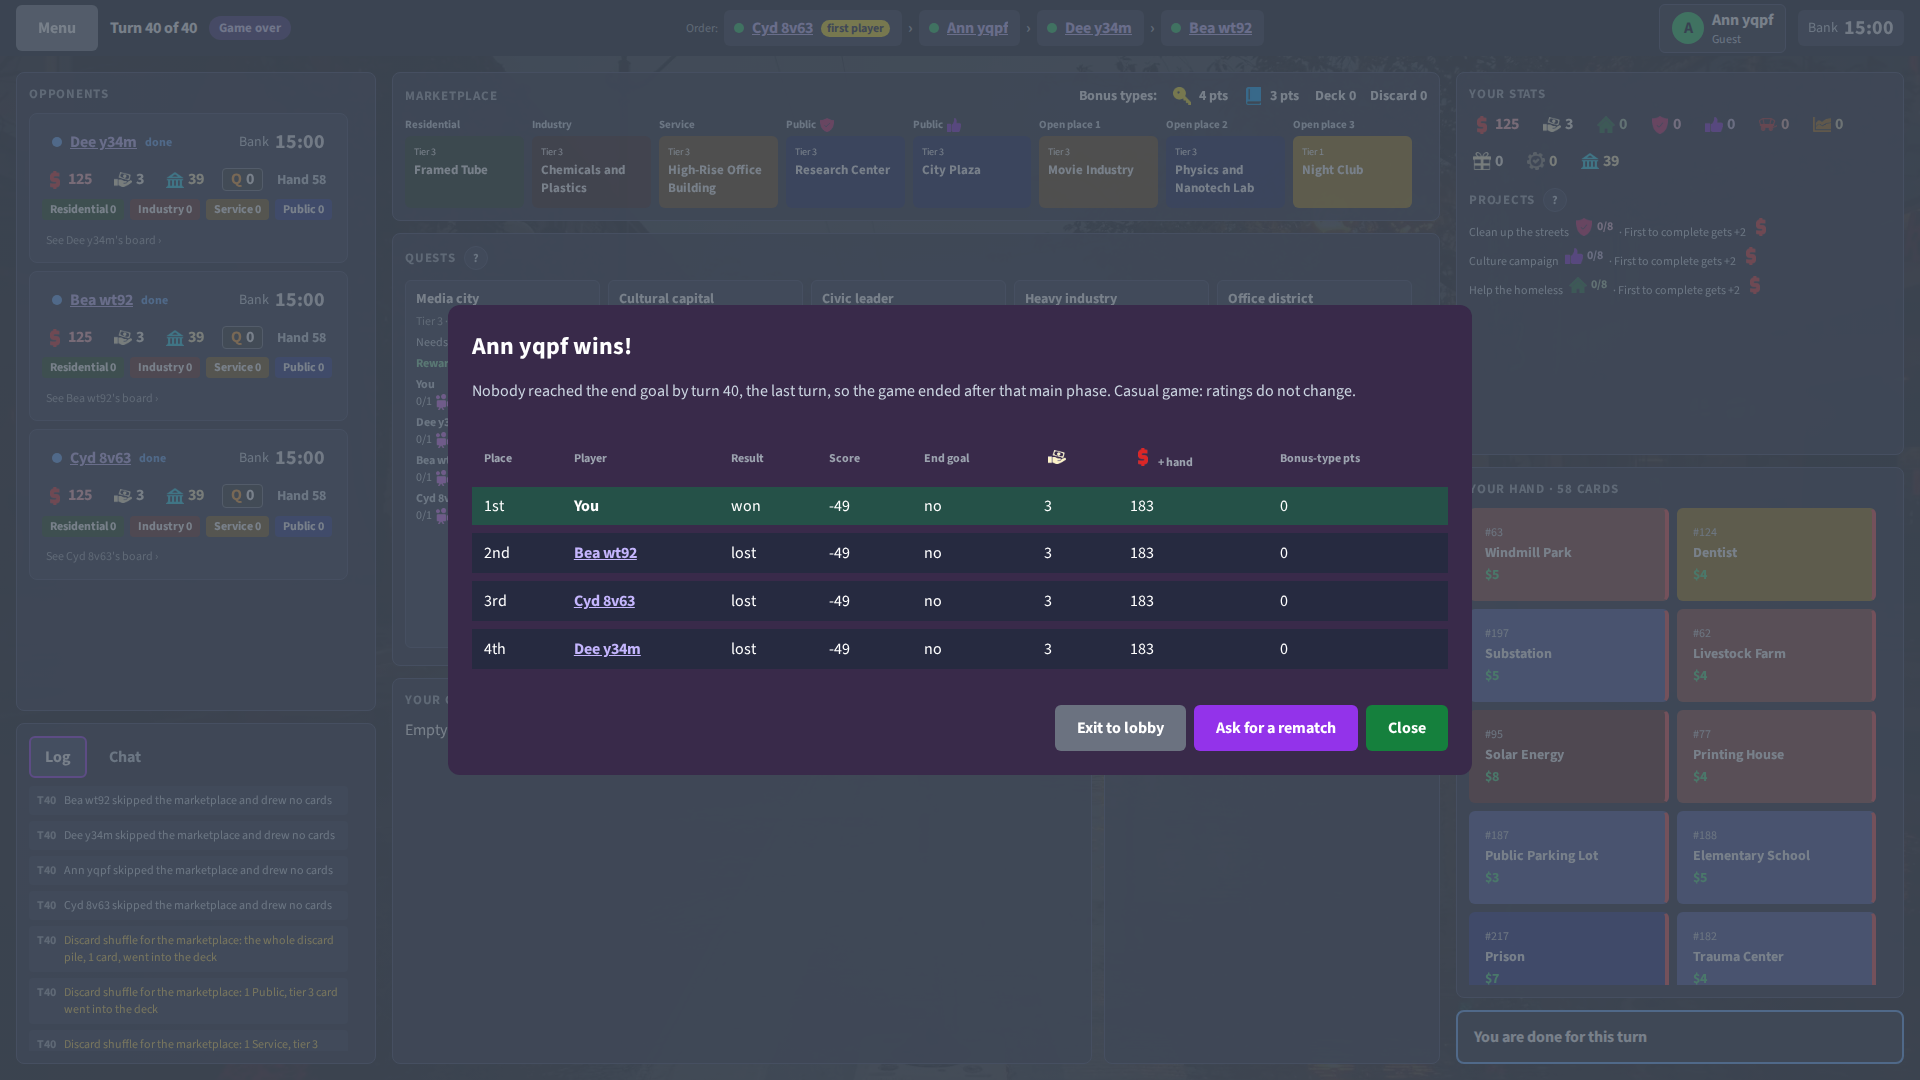 Menu
Turn 40 of 40
Game over
Order:
Cyd 8v63
first player
›
Ann yqpf
›
Dee y34m
›
Bea wt92
A
Ann yqpf
Guest
Bank 15:00
OPPONENTS
Dee y34m done
Bank 15:00
125 3 39 Q 0 Hand 58
Residential 0 Industry 0 Service 0 Public 0
See Dee y34m's board ›
Bea wt92 done
Bank 15:00
125 3 39 Q 0 Hand 58
Residential 0 Industry 0 Service 0 Public 0
See Bea wt92's board ›
Cyd 8v63 done
Bank 15:00
125 3 39 Q 0 Hand 58
Residential 0 Industry 0 Service 0 Public 0
See Cyd 8v63's board ›
Log
Chat
T40 Bea wt92 skipped the marketplace and drew no cards
T40 Dee y34m skipped the marketplace and drew no cards
T40 Ann yqpf skipped the marketplace and drew no cards
T40 Cyd 8v63 skipped the marketplace and drew no cards
T40 Discard shuffle for the marketplace: the whole discard
pile, 1 card, went into the deck
T40 Discard shuffle for the marketplace: 1 Public, tier 3 card
went into the deck
T40 Discard shuffle for the marketplace: 1 Service, tier 3
MARKETPLACE
Bonus types: 4 pts 3 pts Deck 0 Discard 0
Residential
Tier 3
Framed Tube
Industry
Tier 3
Chemicals and
Plastics
Service
Tier 3
High-Rise Office
Building
Public
Tier 3
Research Center
Public
Tier 3
City Plaza
Open place 1
Tier 3
Movie Industry
Open place 2
Tier 3
Physics and
Nanotech Lab
Open place 3
Tier 1
Night Club
QUESTS ?
Media city
Cultural capital
Civic leader
Heavy industry
Office district
Tier 3 ·
Needs
Rewar
You
0/1
Dee y3
0/1
Bea wt
0/1
Cyd 8v
0/1
YOUR
Empty
Ann yqpf wins!
Nobody reached the end goal by turn 40, the last turn, so the game ended after that main phase. Casual game: ratings do not change.
Place Player Result Score End goal + hand Bonus-type pts
1st You won -49 no 3 183 0
2nd Bea wt92 lost -49 no 3 183 0
3rd Cyd 8v63 lost -49 no 3 183 0
4th Dee y34m lost -49 no 3 183 0
Exit to lobby
Ask for a rematch
Close
YOUR STATS
125 3 0 0 0 0 0
0 0 39
PROJECTS ?
Clean up the streets 0/8 · First to complete gets +2
Culture campaign 0/8 · First to complete gets +2
Help the homeless 0/8 · First to complete gets +2
YOUR HAND · 58 CARDS
#63
Windmill Park
$5
#124
Dentist
$4
#197
Substation
$5
#62
Livestock Farm
$4
#95
Solar Energy
$8
#77
Printing House
$4
#187
Public Parking Lot
$3
#188
Elementary School
$5
#217
Prison
$7
#182
Trauma Center
$4
You are done for this turn